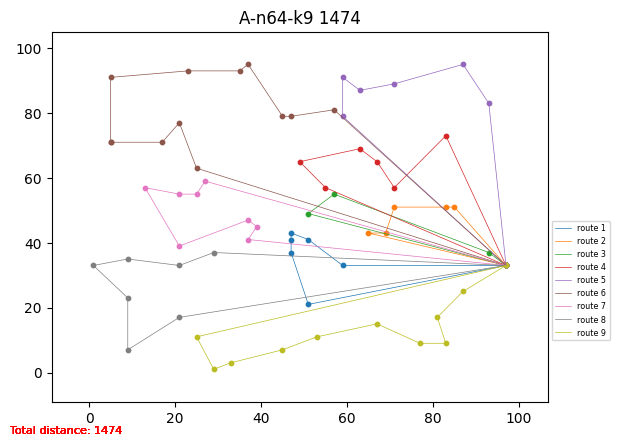 A-n64-k9 1474
100
80
60
40
20
0
0 20 40 60 80 100
route 1
route 2
route 3
route 4
route 5
route 6
route 7
route 8
route 9
Total distance: 1474